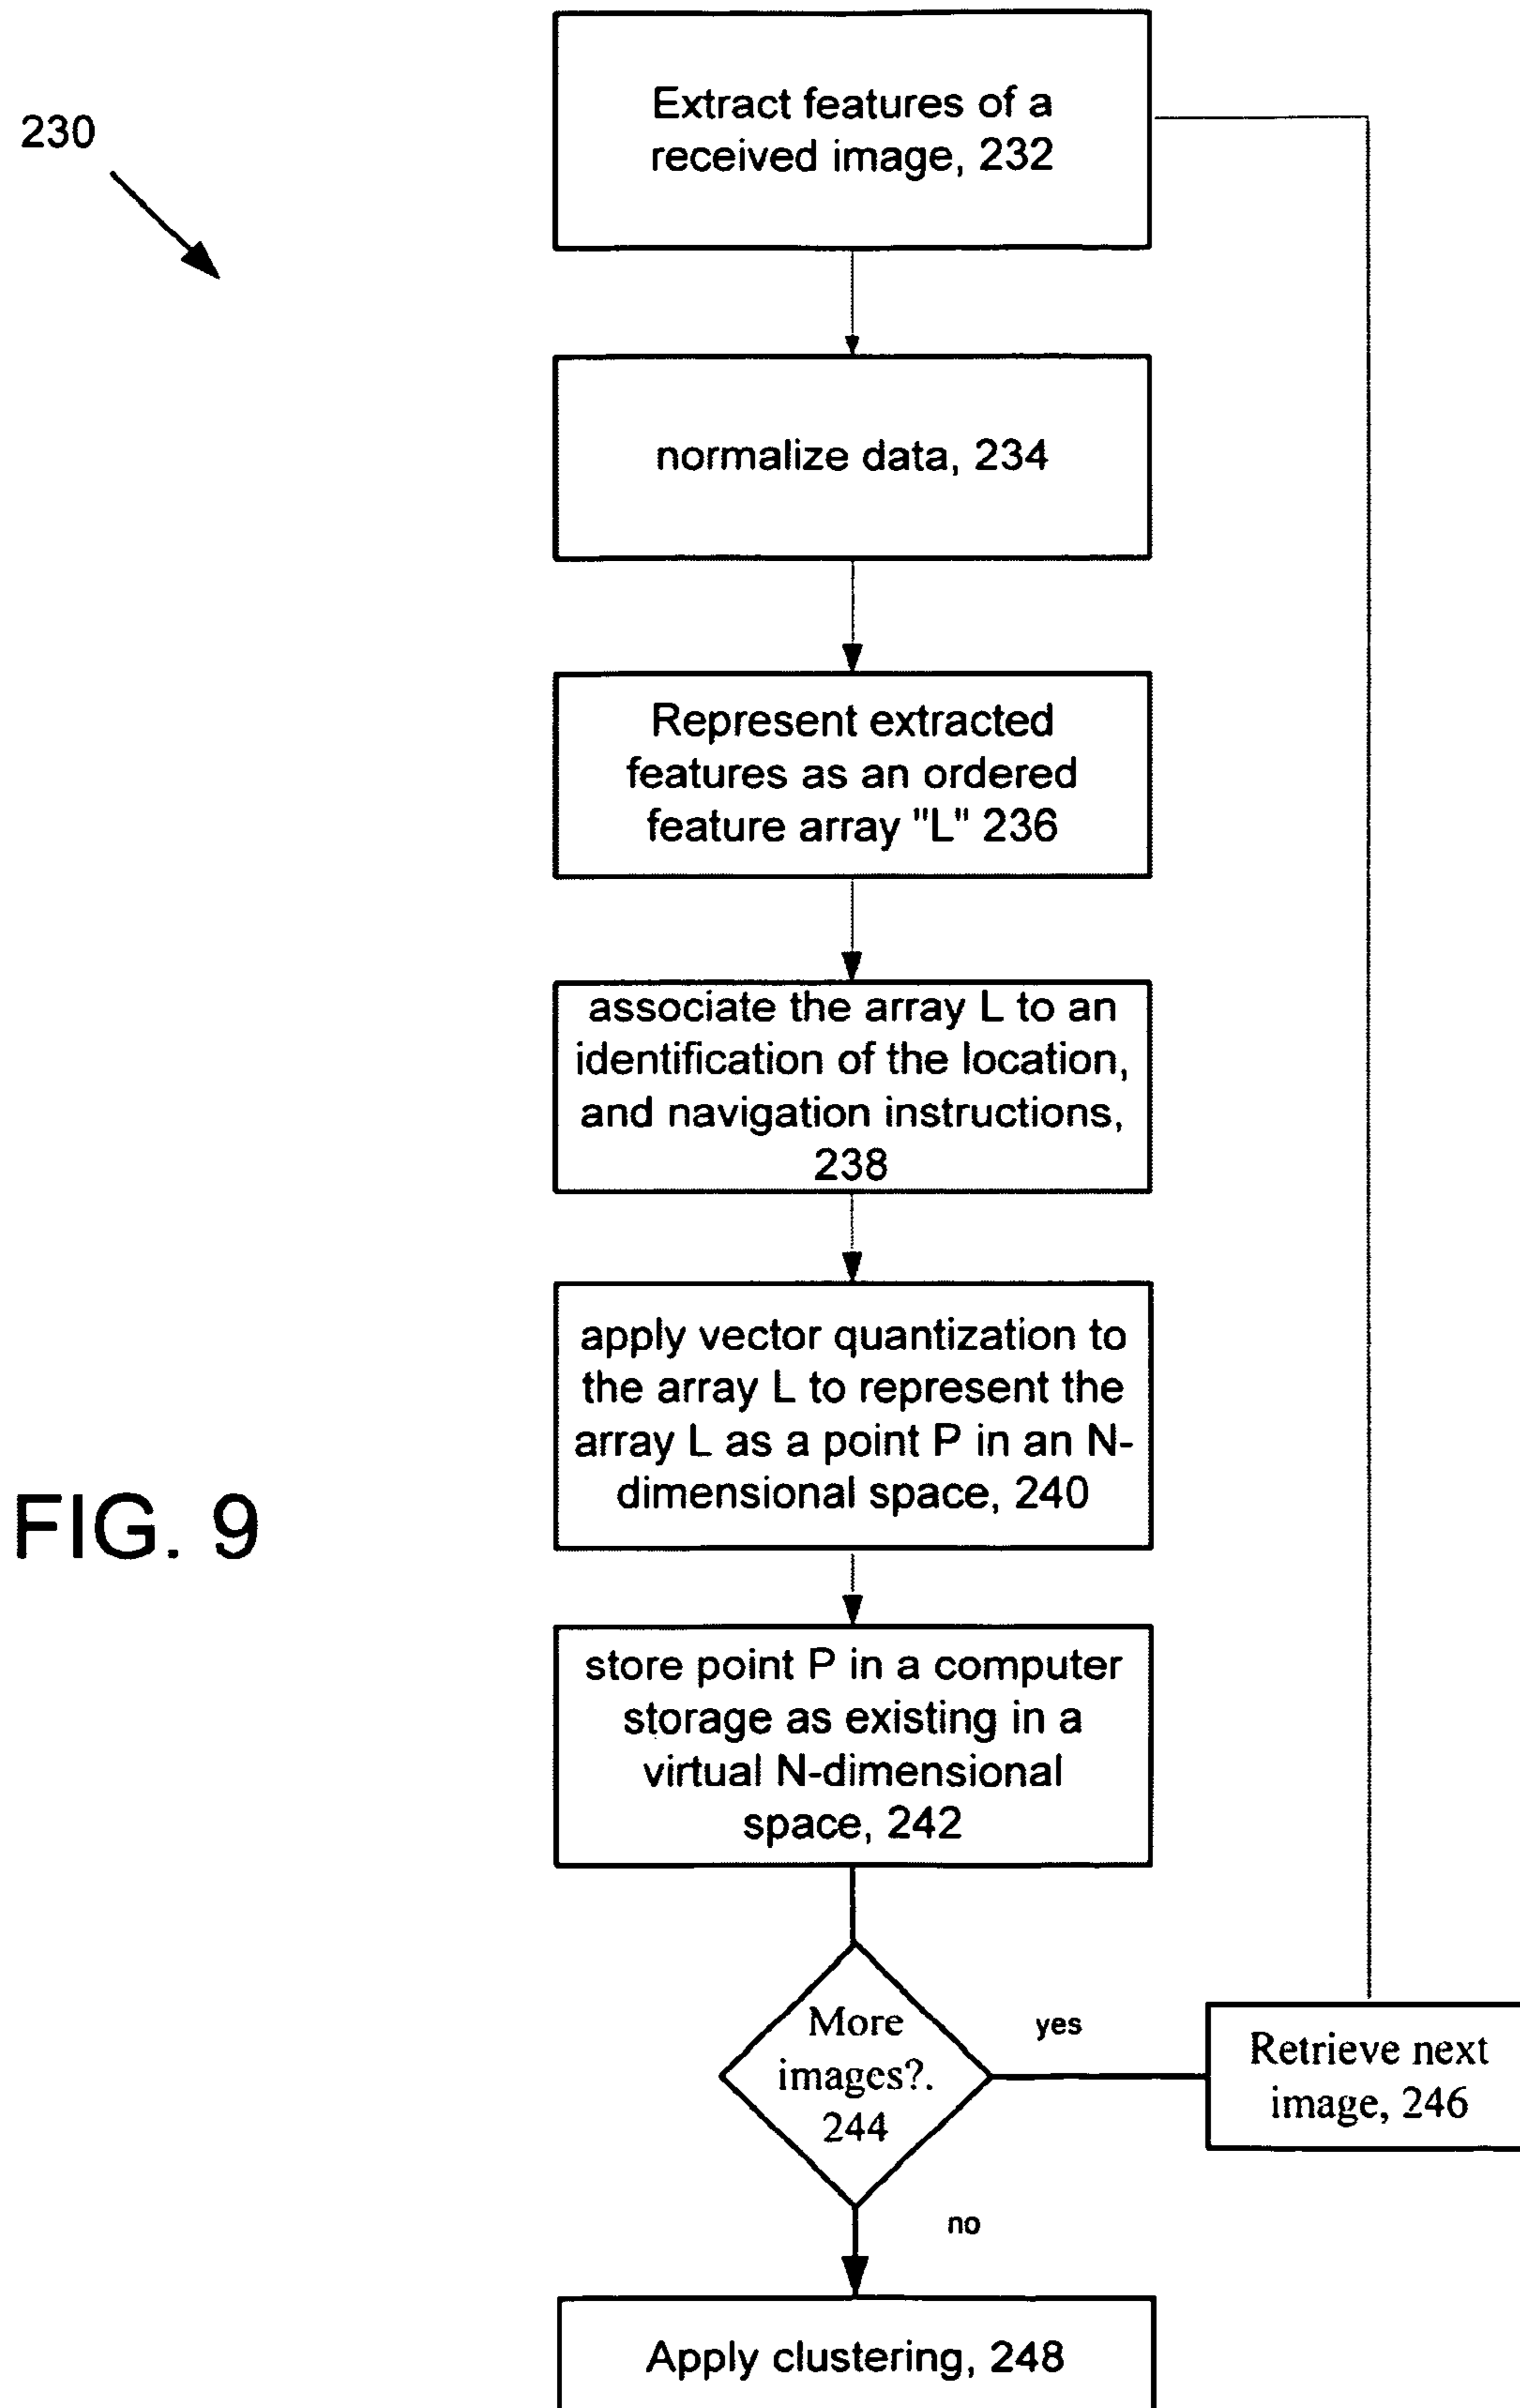 230
Extract features of a
received image, 232
normalize data, 234
Represent extracted
features as an ordered
feature array "L" 236
associate the array L to an
identification of the location,
and navigation instructions,
238
apply vector quantization to
the array L to represent the
array L as a point P in an N-
dimensional space, 240
FIG. 9
store point P in a computer
storage as existing in a
virtual N-dimensional
space, 242
More
images?.
244
yes
Retrieve next
image, 246
no
Apply clustering, 248